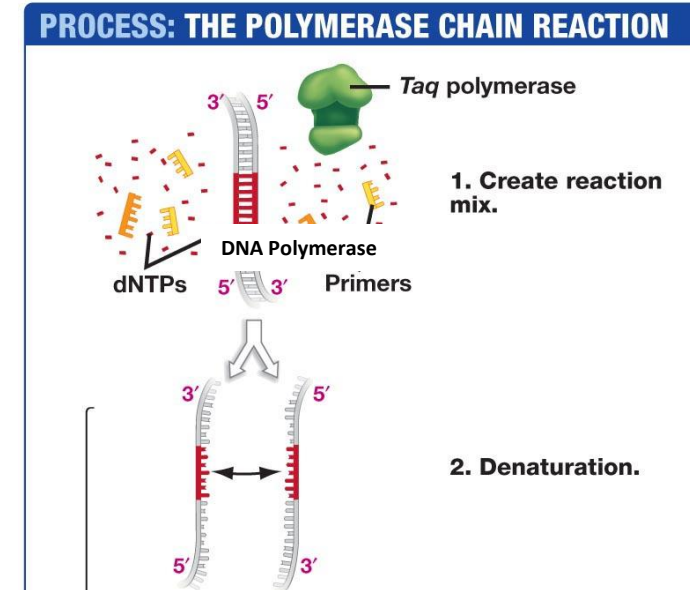 PROCESS: THE POLYMERASE CHAIN REACTION
3′ 5′
Taq polymerase
1. Create reaction
mix.
DNA Polymerase
dNTPs 5′ 3′ Primers
3′ 5′
2. Denaturation.
5′ 3′